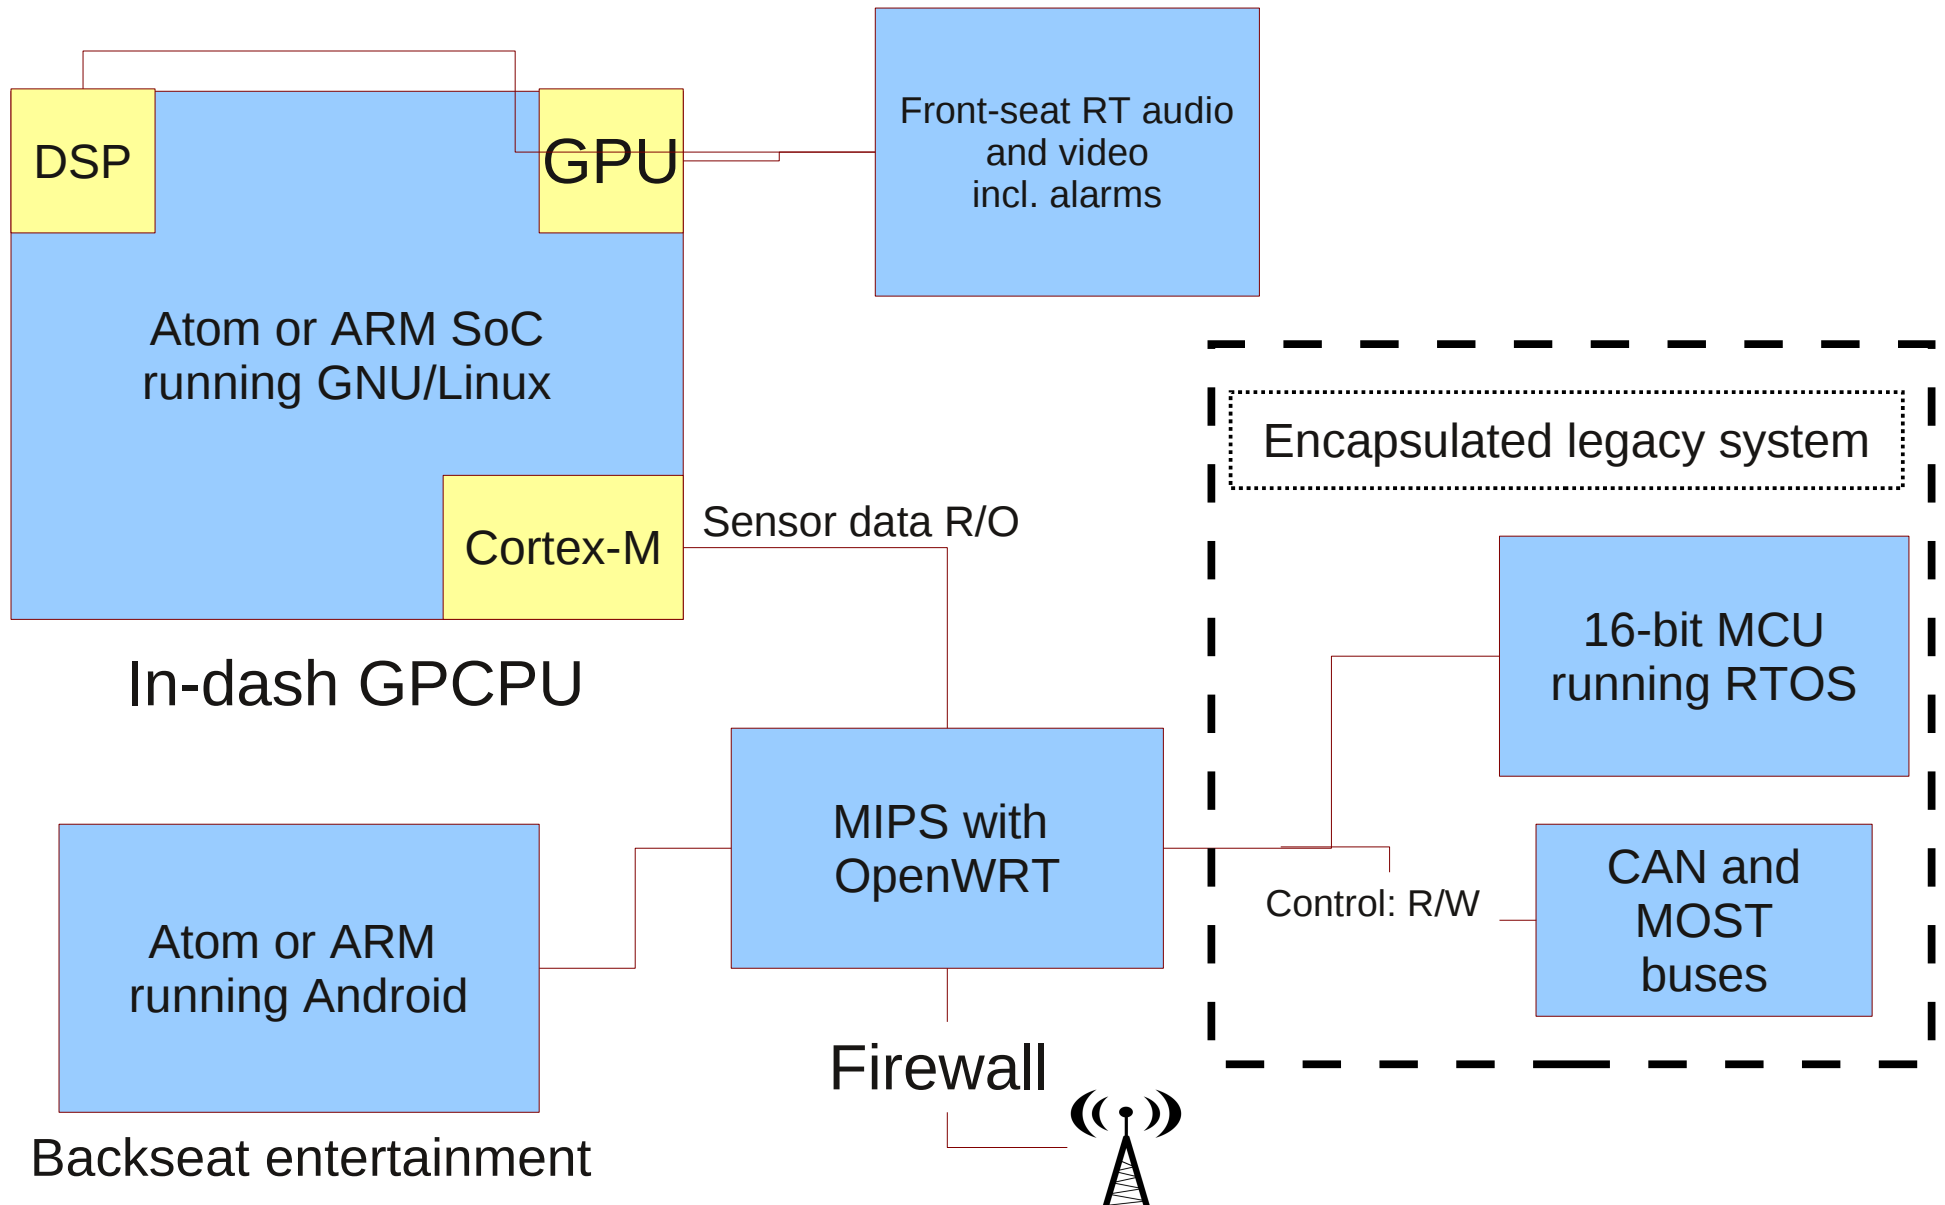 DSP
GPU
Front-seat RT audio
and video
incl. alarms
Atom or ARM SoC
running GNU/Linux
Encapsulated legacy system
Sensor data R/O
Cortex-M
16-bit MCU
running RTOS
In-dash GPCPU
MIPS with
OpenWRT
CAN and
MOST
buses
Control: R/W
Atom or ARM
running Android
Firewall
Backseat entertainment